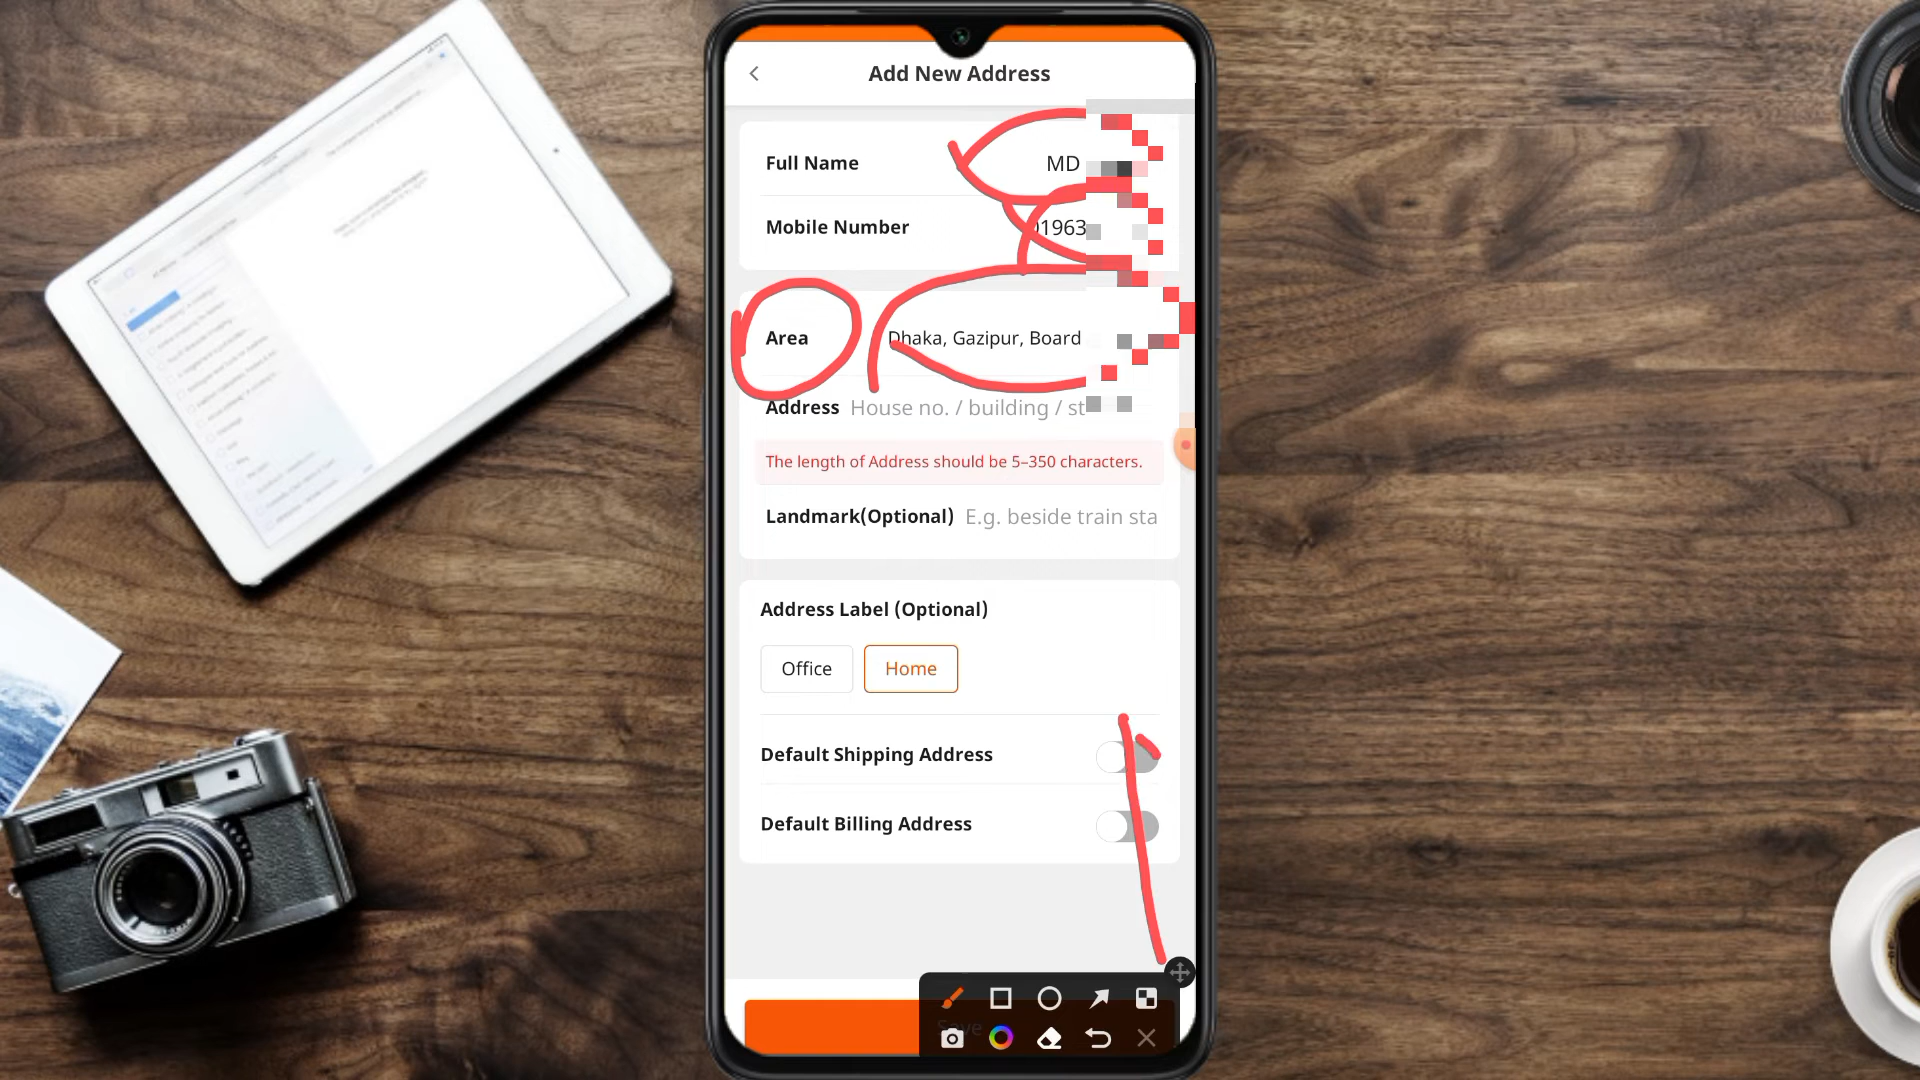 Add New Address
Full Name MD
Mobile Number 01963
Area Dhaka, Gazipur, Board
Address House no. / building / st
The length of Address should be 5–350 characters.
Landmark(Optional) E.g. beside train sta
Address Label (Optional)
Office Home
Default Shipping Address
Default Billing Address
Save